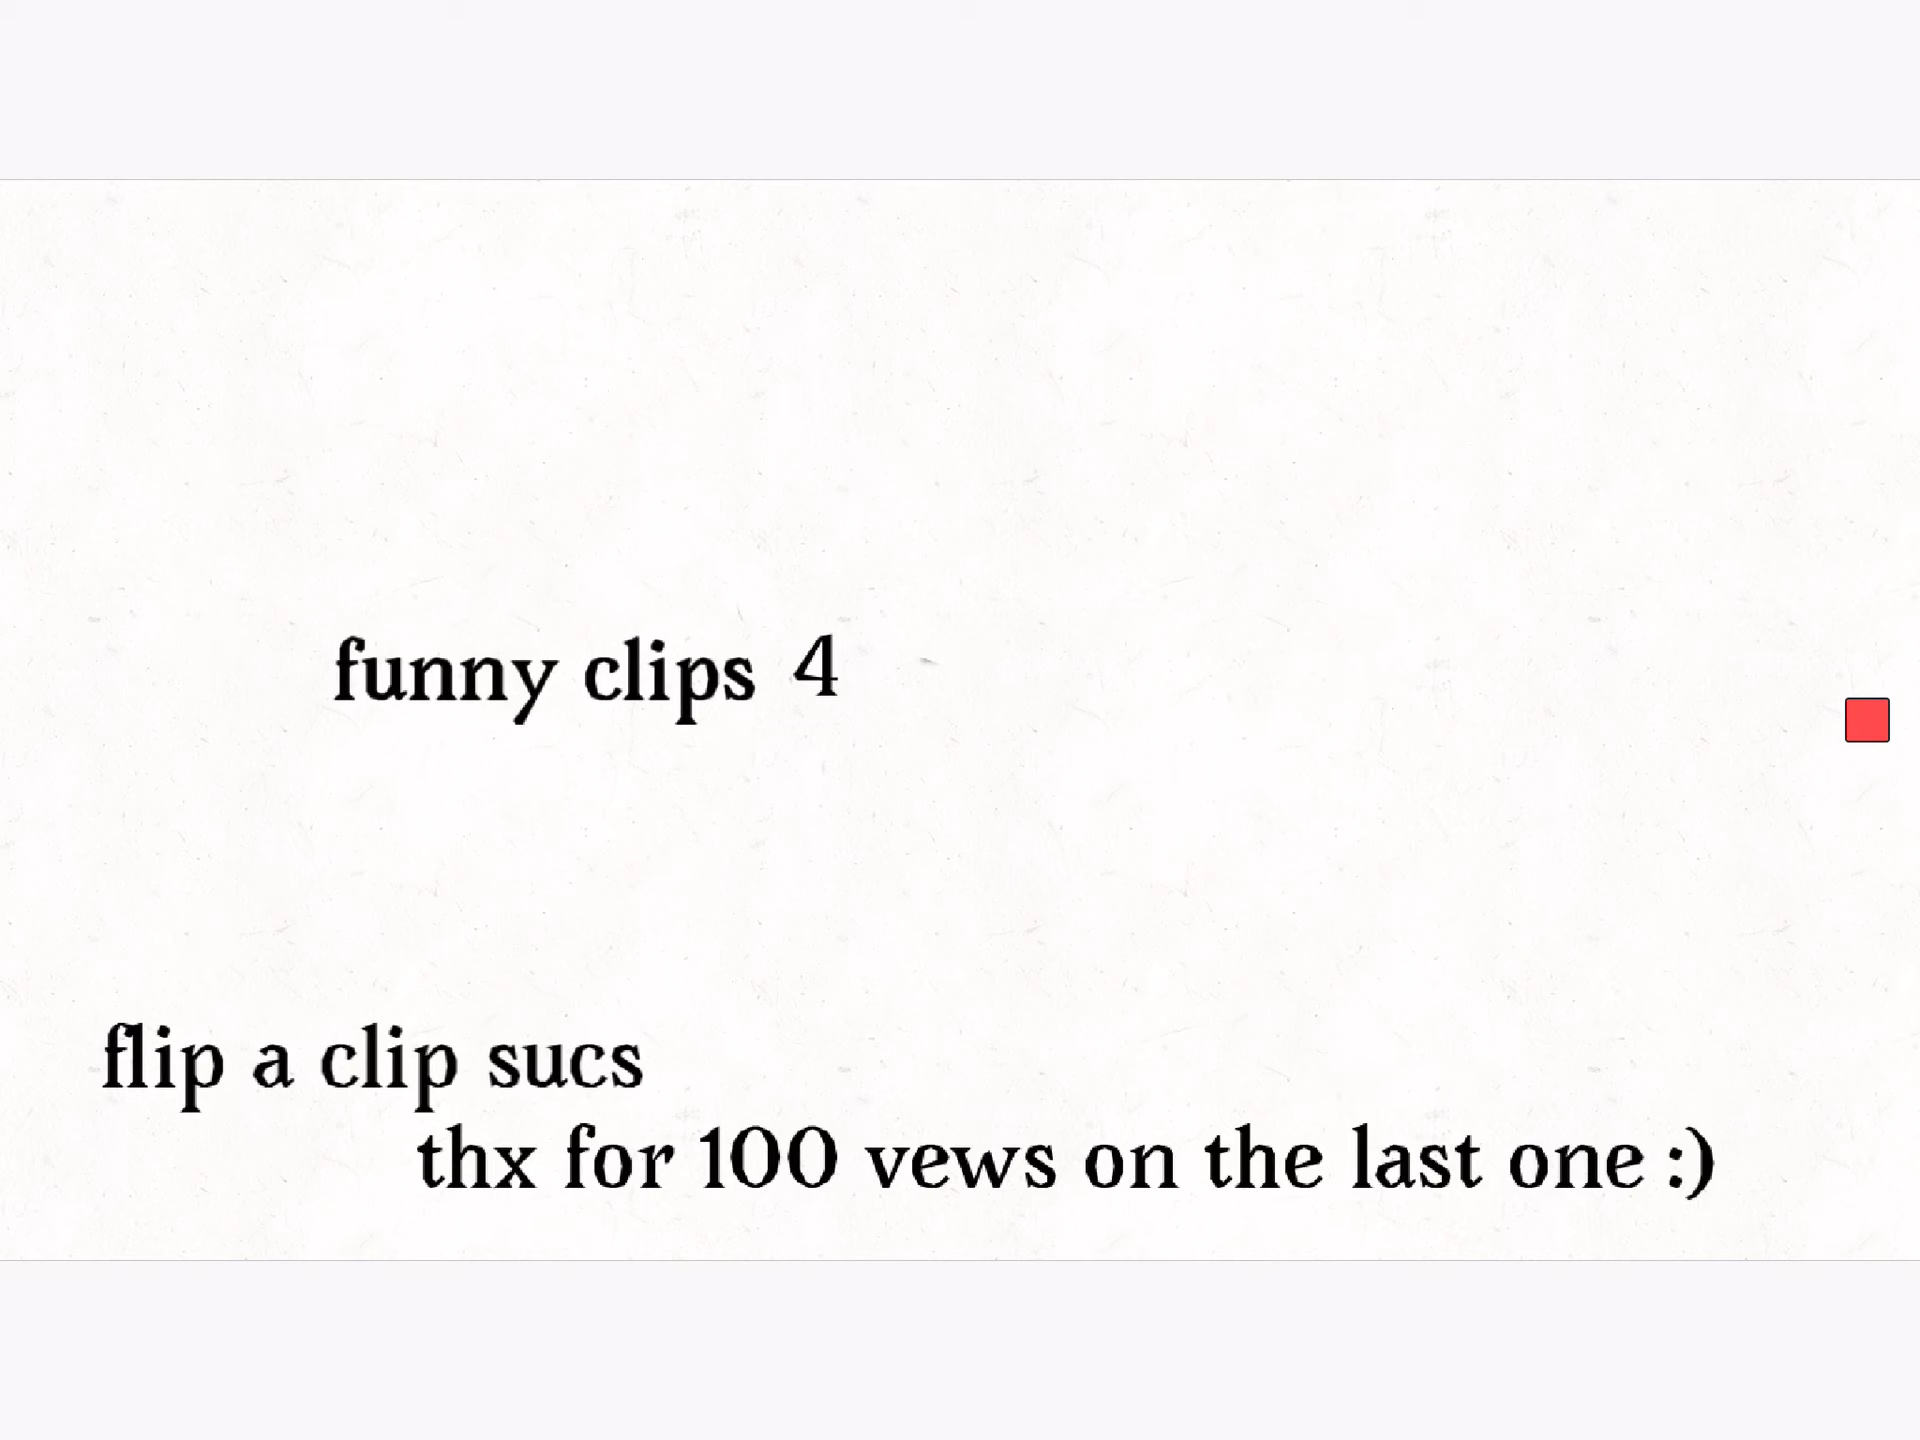 funny clips 4
flip a clip sucs
thx for 100 vews on the last one :)